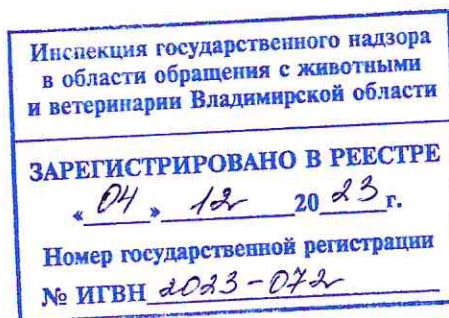 Инспекция государственного надзора
в области обращения с животными
и ветеринарии Владимирской области
ЗАРЕГИСТРИРОВАНО В РЕЕСТРЕ
« 04 » 12 20 23 г.
Номер государственной регистрации
№ ИГВН 2023-072